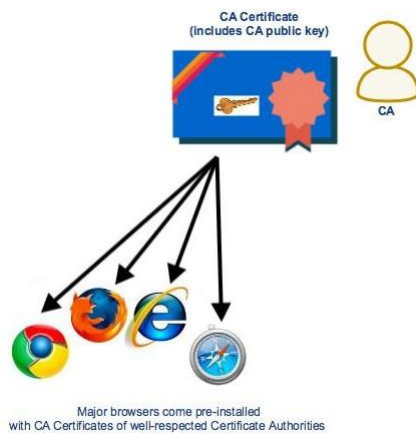 CA Certificate
(includes CA public key)
CA
Major browsers come pre-installed
with CA Certificates of well-respected Certificate Authorities